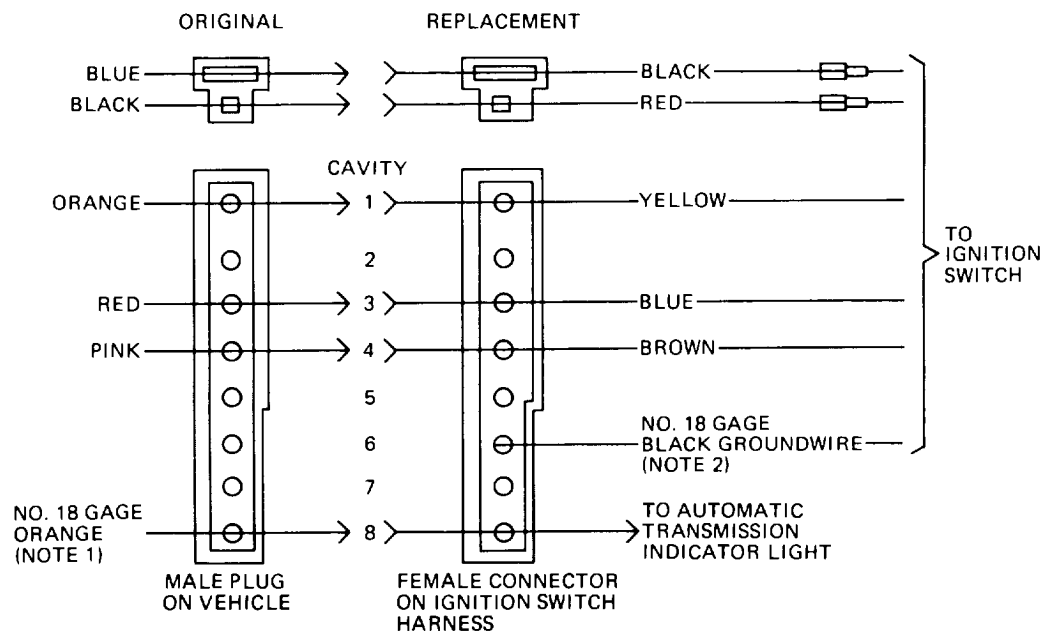 ORIGINAL
REPLACEMENT
BLUE
BLACK
BLACK
RED
CAVITY
ORANGE
1
YELLOW
2
TO
IGNITION
SWITCH
RED
3
BLUE
PINK
4
BROWN
5
6
NO. 18 GAGE
BLACK GROUNDWIRE
(NOTE 2)
7
NO. 18 GAGE
ORANGE
(NOTE 1)
8
TO AUTOMATIC
TRANSMISSION
INDICATOR LIGHT
MALE PLUG
ON VEHICLE
FEMALE CONNECTOR
ON IGNITION SWITCH
HARNESS